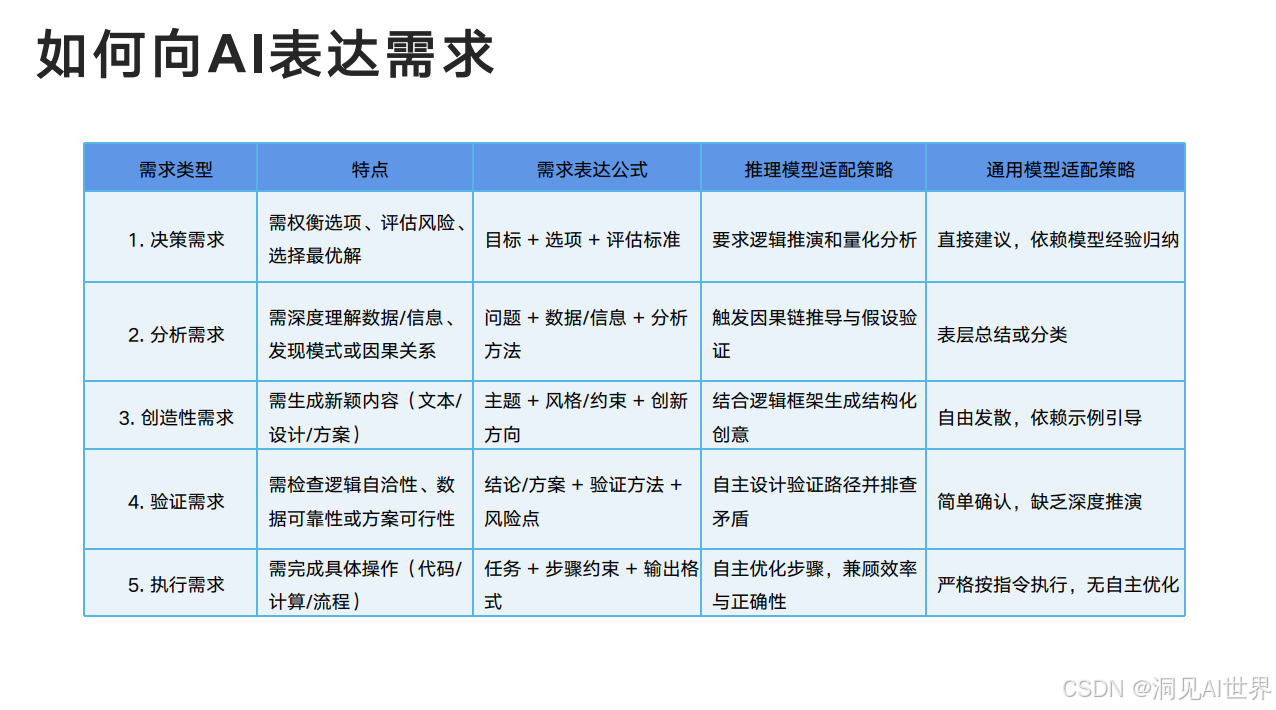 如何向AI表达需求
需求类型
特点
需求表达公式
推理模型适配策略
通用模型适配策略
1. 决策需求
需权衡选项、评估风险、
选择最优解
目标 + 选项 + 评估标准
要求逻辑推演和量化分析
直接建议，依赖模型经验归纳
2. 分析需求
需深度理解数据/信息、
发现模式或因果关系
问题 + 数据/信息 + 分析
方法
触发因果链推导与假设验
证
表层总结或分类
3. 创造性需求
需生成新颖内容（文本/
设计/方案）
主题 + 风格/约束 + 创新
方向
结合逻辑框架生成结构化
创意
自由发散，依赖示例引导
4. 验证需求
需检查逻辑自洽性、数
据可靠性或方案可行性
结论/方案 + 验证方法 +
风险点
自主设计验证路径并排查
矛盾
简单确认，缺乏深度推演
5. 执行需求
需完成具体操作（代码/
计算/流程）
任务 + 步骤约束 + 输出格
式
自主优化步骤，兼顾效率
与正确性
严格按指令执行，无自主优化
CSDN @洞见AI世界